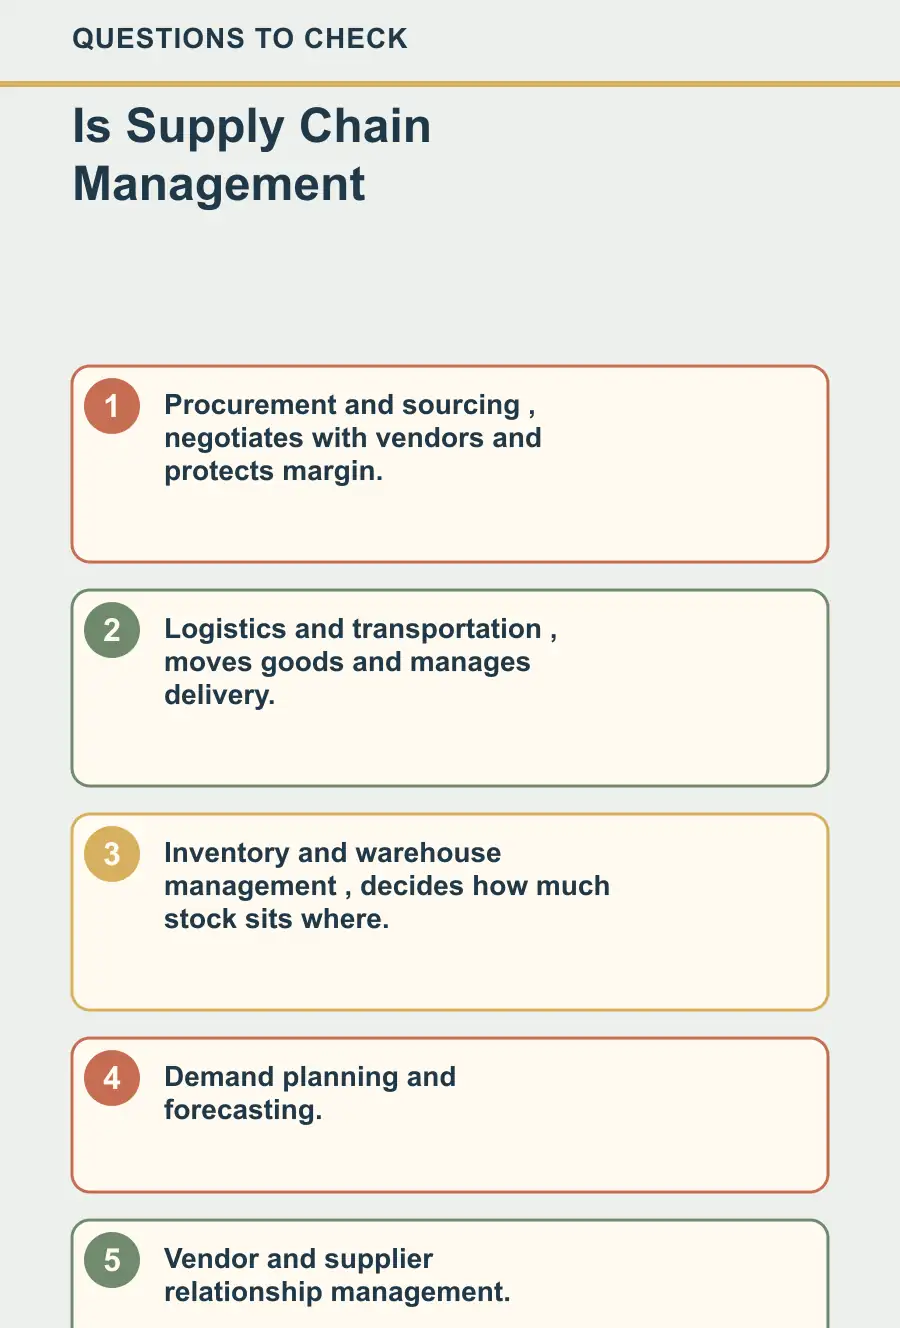 QUESTIONS TO CHECK
Is Supply Chain
Management
1
Procurement and sourcing ,
negotiates with vendors and
protects margin.
2
Logistics and transportation ,
moves goods and manages
delivery.
3
Inventory and warehouse
management , decides how much
stock sits where.
4
Demand planning and
forecasting.
5
Vendor and supplier
relationship management.